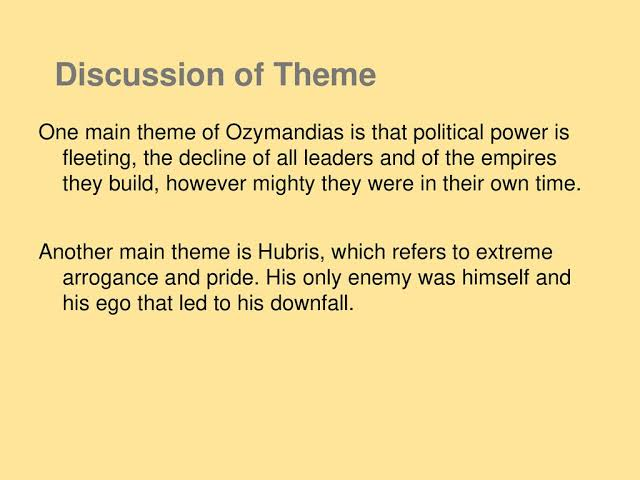 Discussion of Theme
One main theme of Ozymandias is that political power is
fleeting, the decline of all leaders and of the empires
they build, however mighty they were in their own time.
Another main theme is Hubris, which refers to extreme
arrogance and pride. His only enemy was himself and
his ego that led to his downfall.